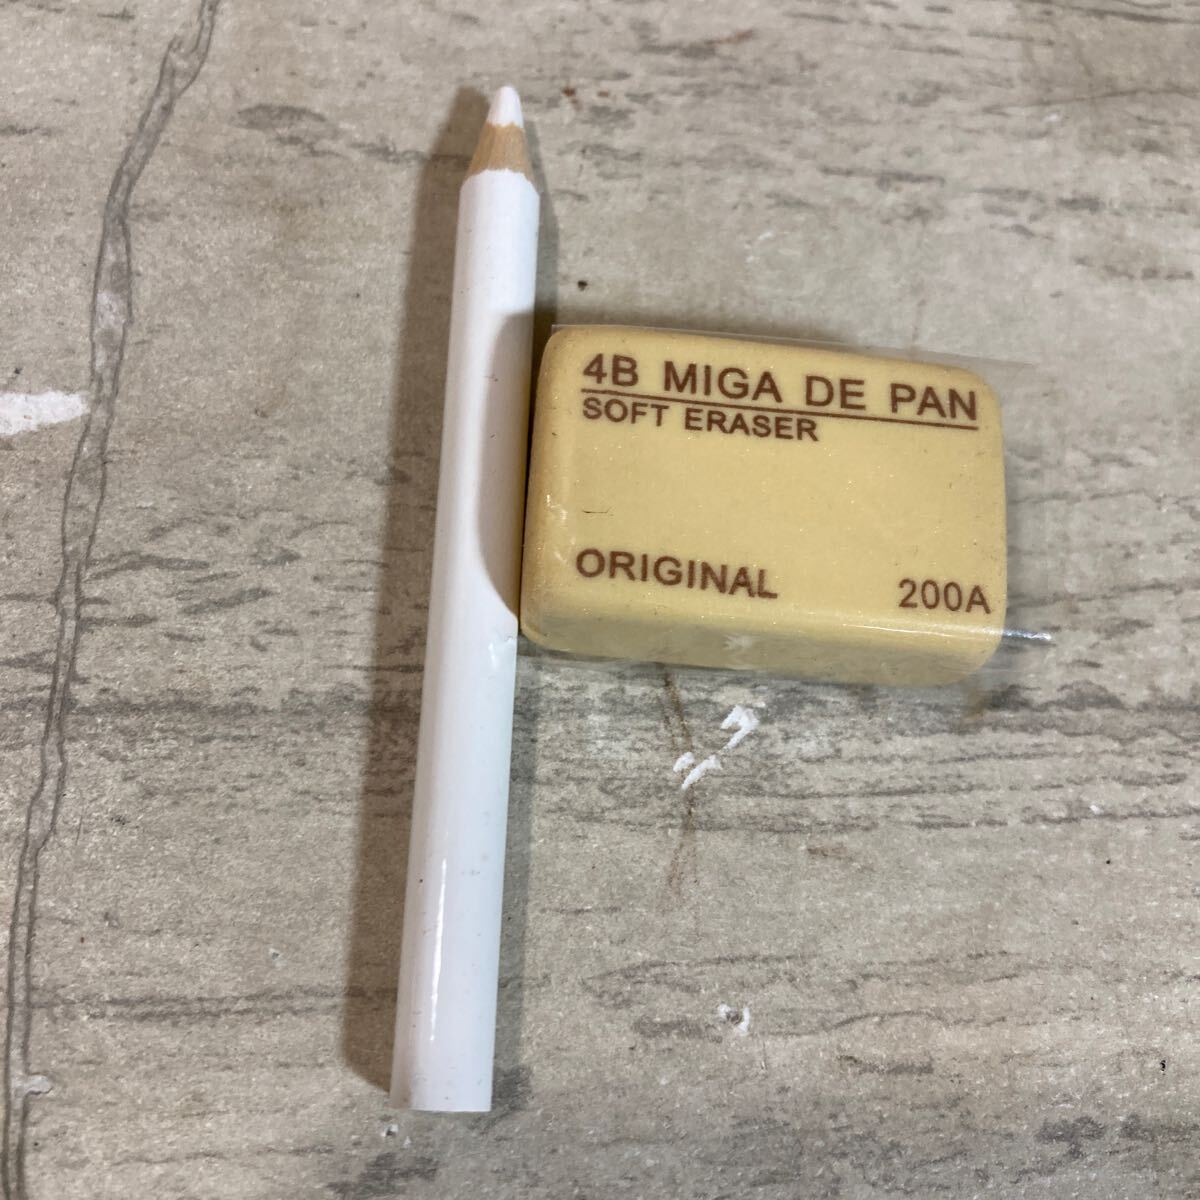 4B MIGA DE PAN
SOFT ERASER
ORIGINAL
200A